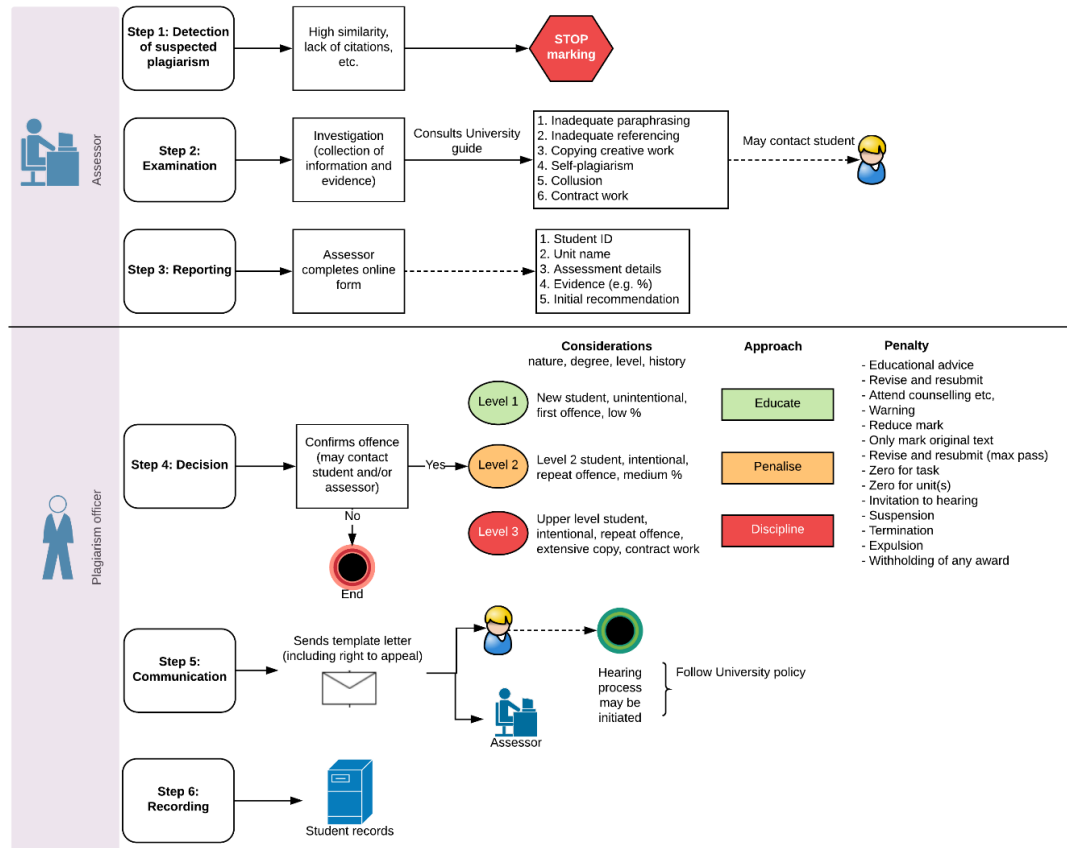 Assessor
Step 1: Detection
of suspected
plagiarism
High similarity,
lack of citations,
etc.
STOP
marking
Step 2:
Examination
Investigation
(collection of
information and
evidence)
Consults University
guide
1. Inadequate paraphrasing
2. Inadequate referencing
3. Copying creative work
4. Self-plagiarism
5. Collusion
6. Contract work
May contact student
Step 3: Reporting
Assessor
completes online
form
1. Student ID
2. Unit name
3. Assessment details
4. Evidence (e.g. %)
5. Initial recommendation
Plagiarism officer
Step 4: Decision
Confirms offence
(may contact
student and/or
assessor)
Yes
No
End
Considerations
nature, degree, level, history
Level 1
New student, unintentional,
first offence, low %
Level 2
Level 2 student, intentional,
repeat offence, medium %
Level 3
Upper level student,
intentional, repeat offence,
extensive copy, contract work
Approach
Educate
Penalise
Discipline
Penalty
- Educational advice
- Revise and resubmit
- Attend counselling etc,
- Warning
- Reduce mark
- Only mark original text
- Revise and resubmit (max pass)
- Zero for task
- Zero for unit(s)
- Invitation to hearing
- Suspension
- Termination
- Expulsion
- Withholding of any award
Step 5:
Communication
Sends template letter
(including right to appeal)
Assessor
Hearing
process
may be
initiated
Follow University policy
Step 6:
Recording
Student records